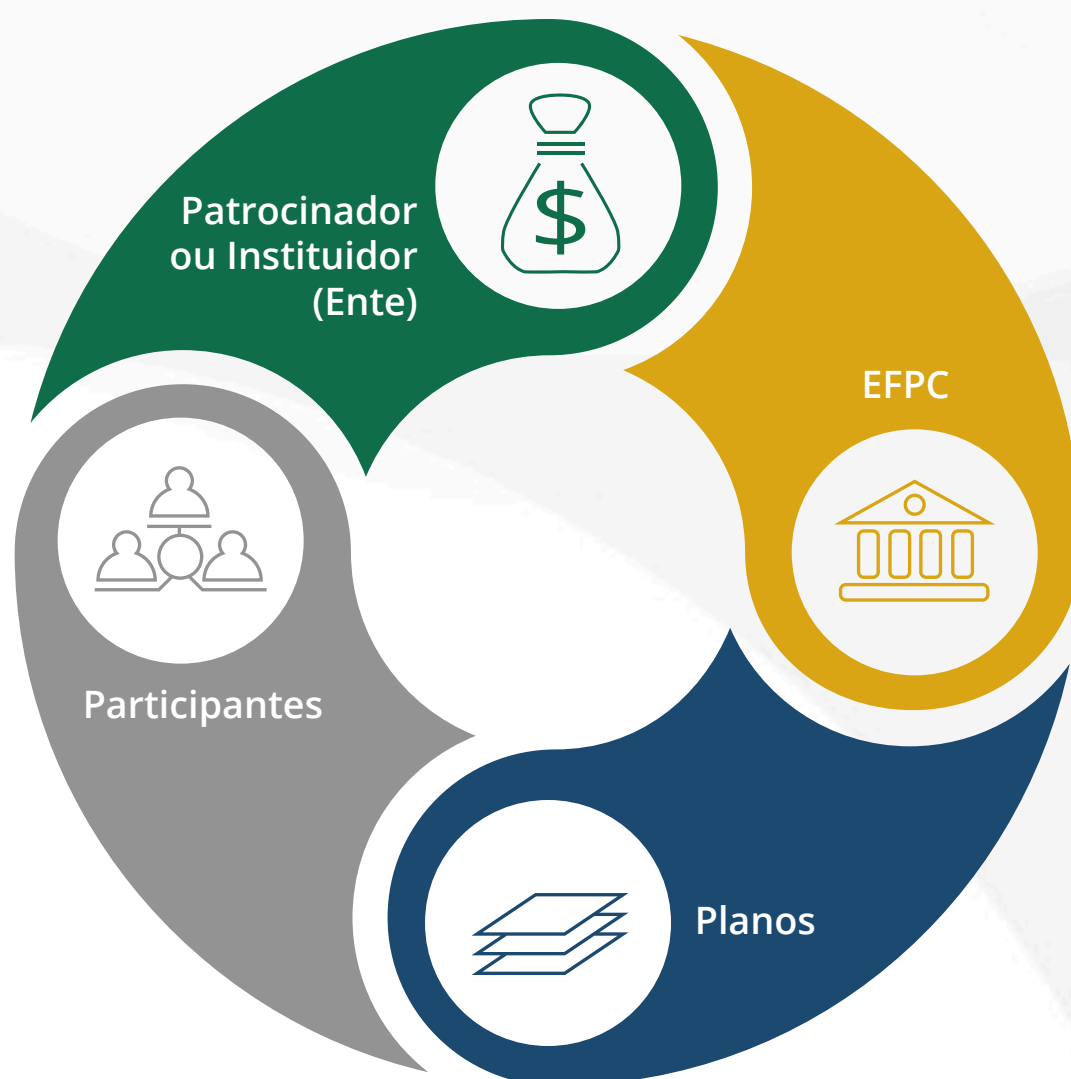 Patrocinador
ou Instituidor
(Ente)
$
EFPC
Participantes
Planos